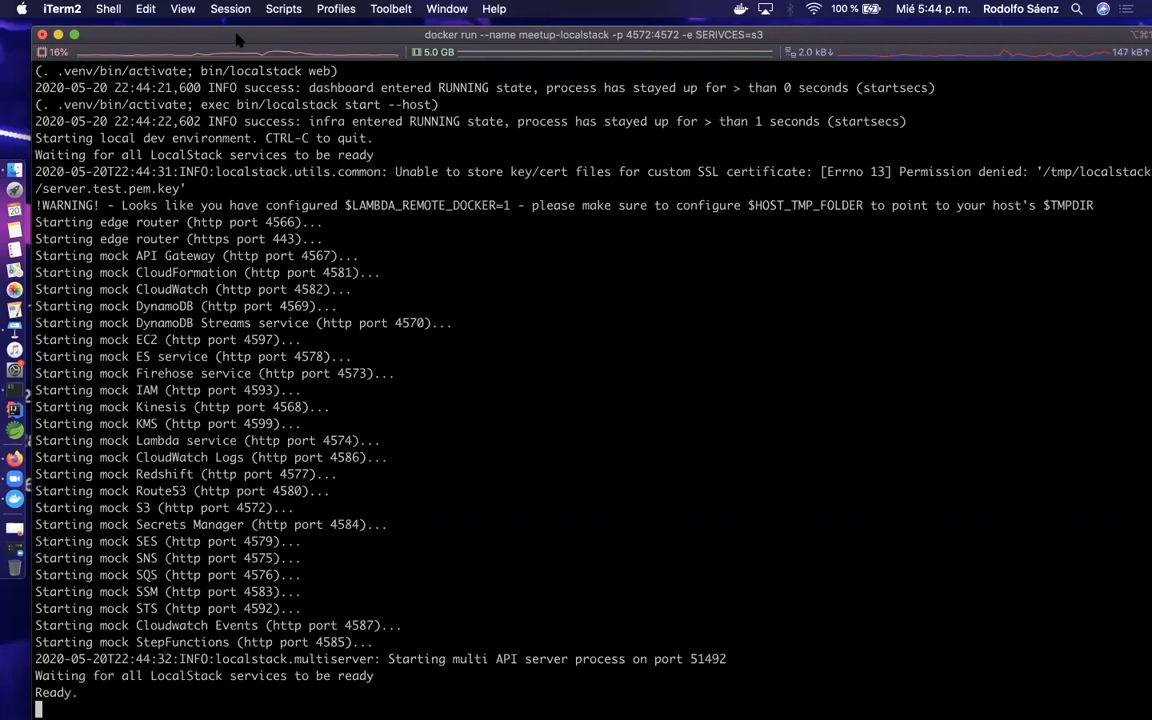 iTerm2 Shell Edit View Session Scripts Profiles Toolbelt Window Help 100 % Mié 5:44 p. m. Rodolfo Sáenz
docker run --name meetup-localstack -p 4572:4572 -e SERIVCES=s3
16% 5.0 GB 2.0 kB↓ 147 kB↑
(. .venv/bin/activate; bin/localstack web)
2020-05-20 22:44:21,600 INFO success: dashboard entered RUNNING state, process has stayed up for > than 0 seconds (startsecs)
(. .venv/bin/activate; exec bin/localstack start --host)
2020-05-20 22:44:22,602 INFO success: infra entered RUNNING state, process has stayed up for > than 1 seconds (startsecs)
Starting local dev environment. CTRL-C to quit.
Waiting for all LocalStack services to be ready
2020-05-20T22:44:31:INFO:localstack.utils.common: Unable to store key/cert files for custom SSL certificate: [Errno 13] Permission denied: '/tmp/localstack
/server.test.pem.key'
!WARNING! - Looks like you have configured $LAMBDA_REMOTE_DOCKER=1 - please make sure to configure $HOST_TMP_FOLDER to point to your host's $TMPDIR
Starting edge router (http port 4566)...
Starting edge router (https port 443)...
Starting mock API Gateway (http port 4567)...
Starting mock CloudFormation (http port 4581)...
Starting mock CloudWatch (http port 4582)...
Starting mock DynamoDB (http port 4569)...
Starting mock DynamoDB Streams service (http port 4570)...
Starting mock EC2 (http port 4597)...
Starting mock ES service (http port 4578)...
Starting mock Firehose service (http port 4573)...
Starting mock IAM (http port 4593)...
Starting mock Kinesis (http port 4568)...
Starting mock KMS (http port 4599)...
Starting mock Lambda service (http port 4574)...
Starting mock CloudWatch Logs (http port 4586)...
Starting mock Redshift (http port 4577)...
Starting mock Route53 (http port 4580)...
Starting mock S3 (http port 4572)...
Starting mock Secrets Manager (http port 4584)...
Starting mock SES (http port 4579)...
Starting mock SNS (http port 4575)...
Starting mock SQS (http port 4576)...
Starting mock SSM (http port 4583)...
Starting mock STS (http port 4592)...
Starting mock Cloudwatch Events (http port 4587)...
Starting mock StepFunctions (http port 4585)...
2020-05-20T22:44:32:INFO:localstack.multiserver: Starting multi API server process on port 51492
Waiting for all LocalStack services to be ready
Ready.